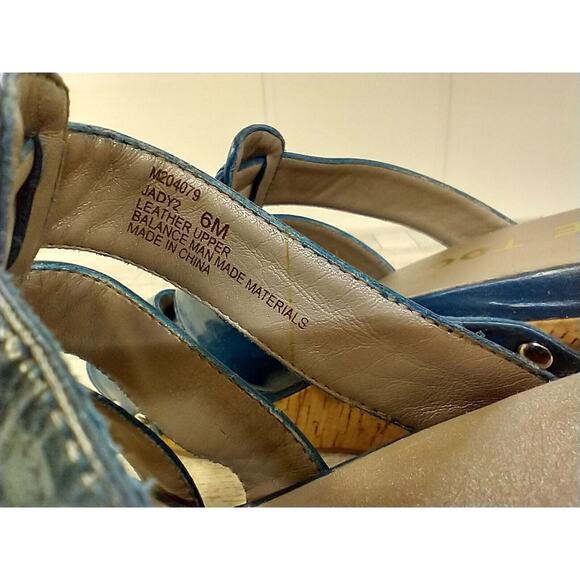 M204079
JADY2 6M
LEATHER UPPER
BALANCE MAN MADE MATERIALS
MADE IN CHINA